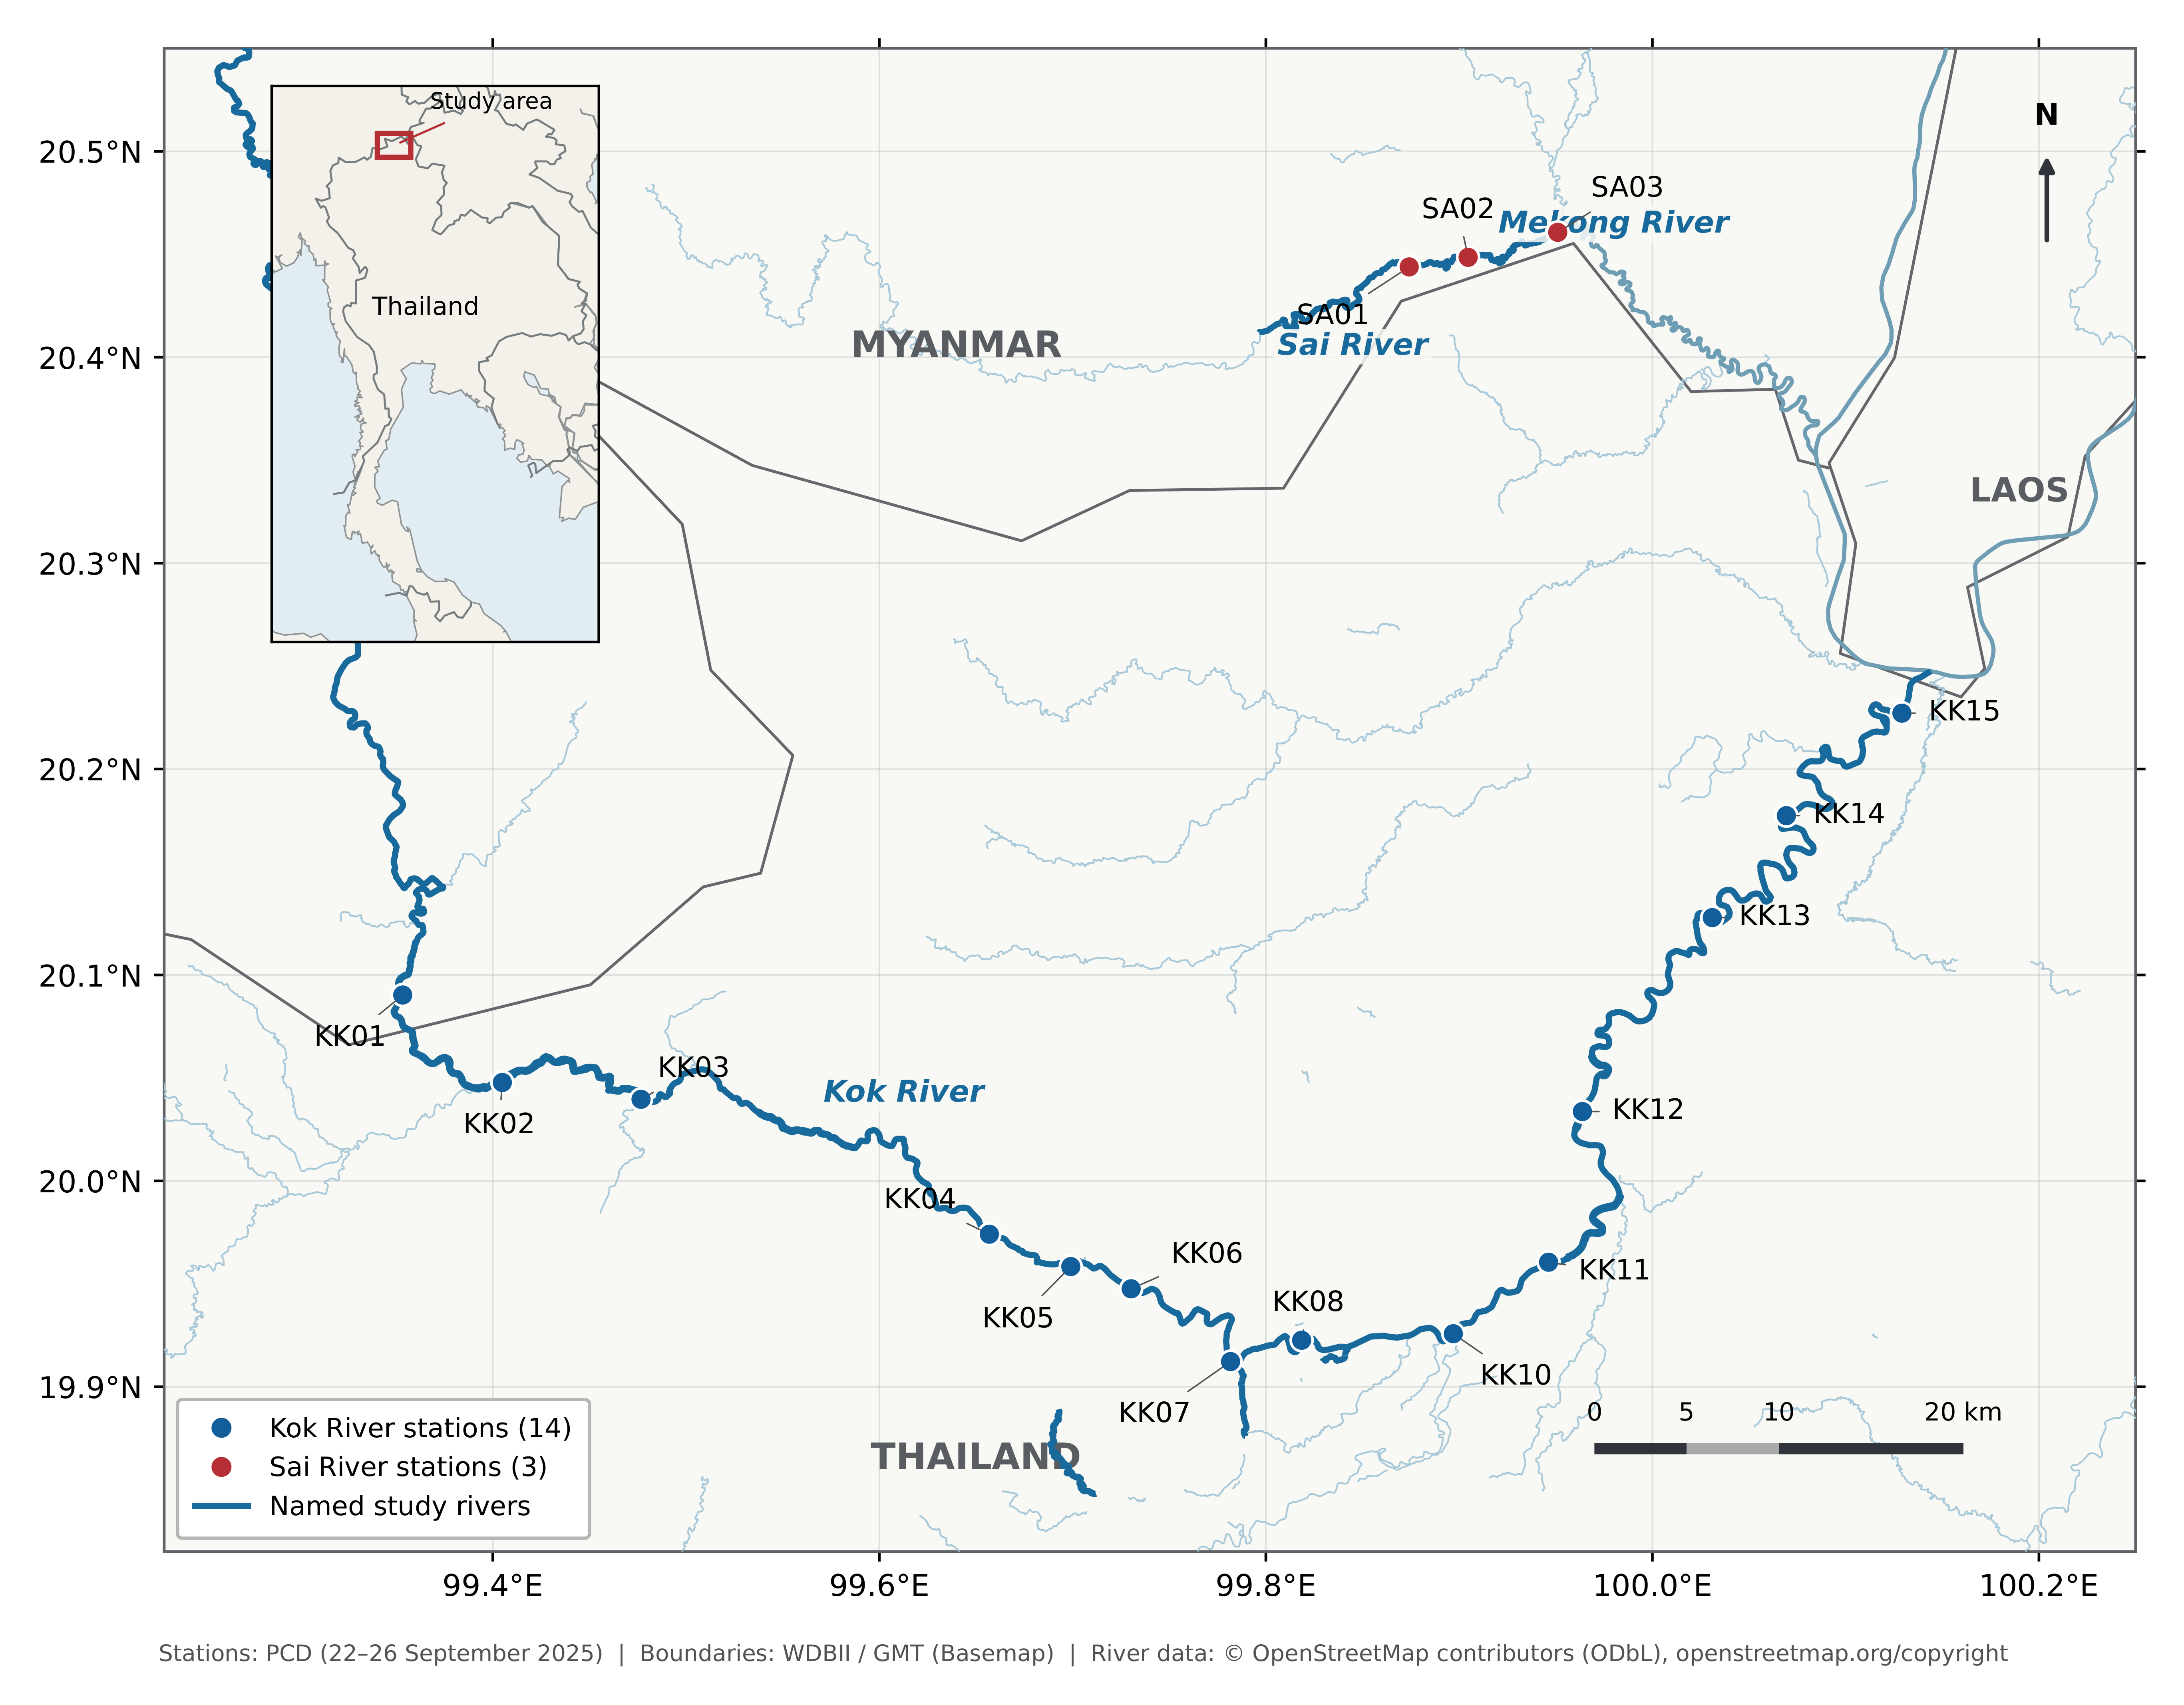 Study area
Thailand
N
20.5°N
20.4°N
20.3°N
20.2°N
20.1°N
20.0°N
19.9°N
SA03
SA02
Mekong River
SA01
Sai River
MYANMAR
LAOS
KK15
KK14
KK13
KK01
KK03
KK02
Kok River
KK12
KK04
KK06
KK11
KK05
KK08
KK10
KK07
THAILAND
0 5 10 20 km
Kok River stations (14)
Sai River stations (3)
Named study rivers
99.4°E 99.6°E 99.8°E 100.0°E 100.2°E
Stations: PCD (22–26 September 2025) | Boundaries: WDBII / GMT (Basemap) | River data: © OpenStreetMap contributors (ODbL), openstreetmap.org/copyright